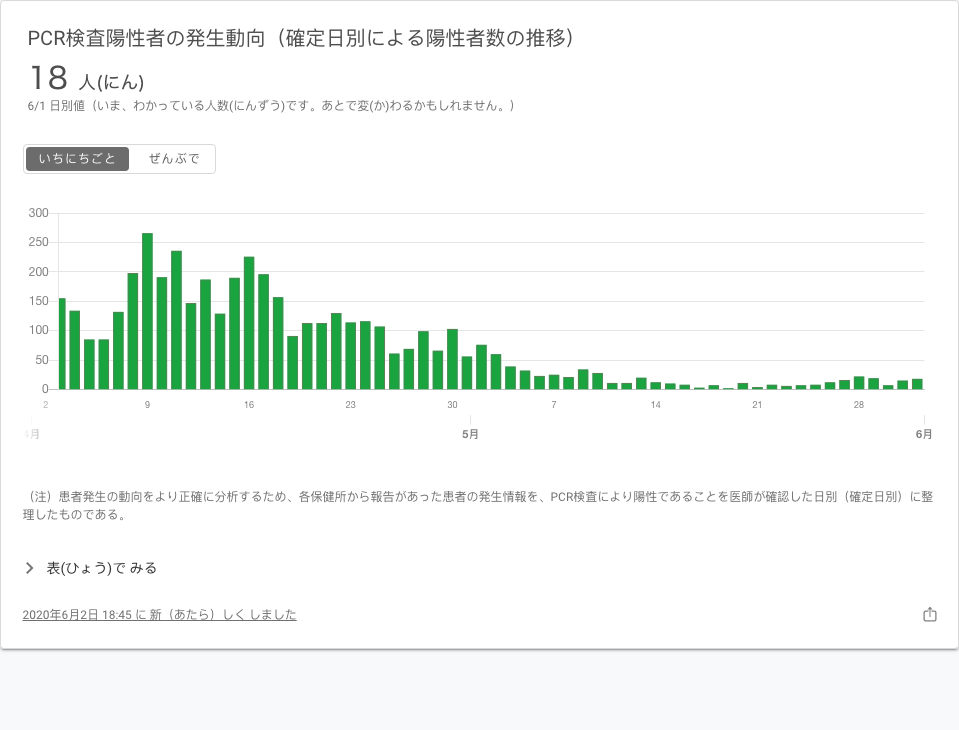 PCR検査陽性者の発生動向（確定日別による陽性者数の推移）
18 人(にん)
6/1 日別値（いま、わかっている人数(にんずう)です。あとで変(か)わるかもしれません。）
いちにちごと ぜんぶで
300
250
200
150
100
50
0
2 9 16 23 30 7 14 21 28
月 5月 6月
（注）患者発生の動向をより正確に分析するため、各保健所から報告があった患者の発生情報を、PCR検査により陽性であることを医師が確認した日別（確定日別）に整
理したものである。
表(ひょう)で みる
2020年6月2日 18:45 に 新（あたら）しく しました